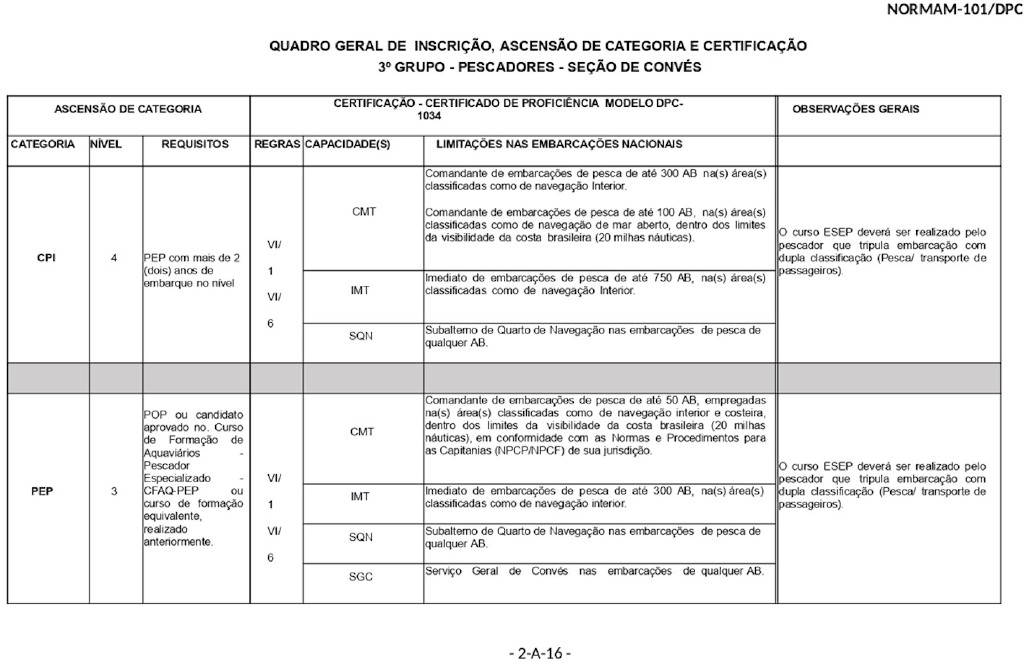 NORMAM-101/DPC
QUADRO GERAL DE INSCRIÇÃO, ASCENSÃO DE CATEGORIA E CERTIFICAÇÃO
3º GRUPO - PESCADORES - SEÇÃO DE CONVÉS
ASCENSÃO DE CATEGORIA
CERTIFICAÇÃO - CERTIFICADO DE PROFICIÊNCIA MODELO DPC-
1034
OBSERVAÇÕES GERAIS
CATEGORIA
NÍVEL
REQUISITOS
REGRAS
CAPACIDADE(S)
LIMITAÇÕES NAS EMBARCAÇÕES NACIONAIS
CPI
4
PEP com mais de 2
(dois) anos de
embarque no nível
VI/
1
VI/
6
CMT
Comandante de embarcações de pesca de até 300 AB na(s) área(s)
classificadas como de navegação Interior.
Comandante de embarcações de pesca de até 100 AB, na(s) área(s)
classificadas como de navegação de mar aberto, dentro dos limites
da visibilidade da costa brasileira (20 milhas náuticas).
IMT
Imediato de embarcações de pesca de até 750 AB, na(s) área(s)
classificadas como de navegação Interior.
SQN
Subalterno de Quarto de Navegação nas embarcações de pesca de
qualquer AB.
O curso ESEP deverá ser realizado pelo
pescador que tripula embarcação com
dupla classificação (Pesca/ transporte de
passageiros).
PEP
3
POP ou candidato
aprovado no. Curso
de Formação de
Aquaviários -
Pescador
Especializado -
CFAQ-PEP ou
curso de formação
equivalente,
realizado
anteriormente.
VI/
1
VI/
6
CMT
Comandante de embarcações de pesca de até 50 AB, empregadas
na(s) área(s) classificadas como de navegação interior e costeira,
dentro dos limites da visibilidade da costa brasileira (20 milhas
náuticas), em conformidade com as Normas e Procedimentos para
as Capitanias (NPCP/NPCF) de sua jurisdição.
IMT
Imediato de embarcações de pesca de até 300 AB, na(s) área(s)
classificadas como de navegação interior.
SQN
Subalterno de Quarto de Navegação nas embarcações de pesca de
qualquer AB.
SGC
Serviço Geral de Convés nas embarcações de qualquer AB.
O curso ESEP deverá ser realizado pelo
pescador que tripula embarcação com
dupla classificação (Pesca/ transporte de
passageiros).
- 2-A-16 -